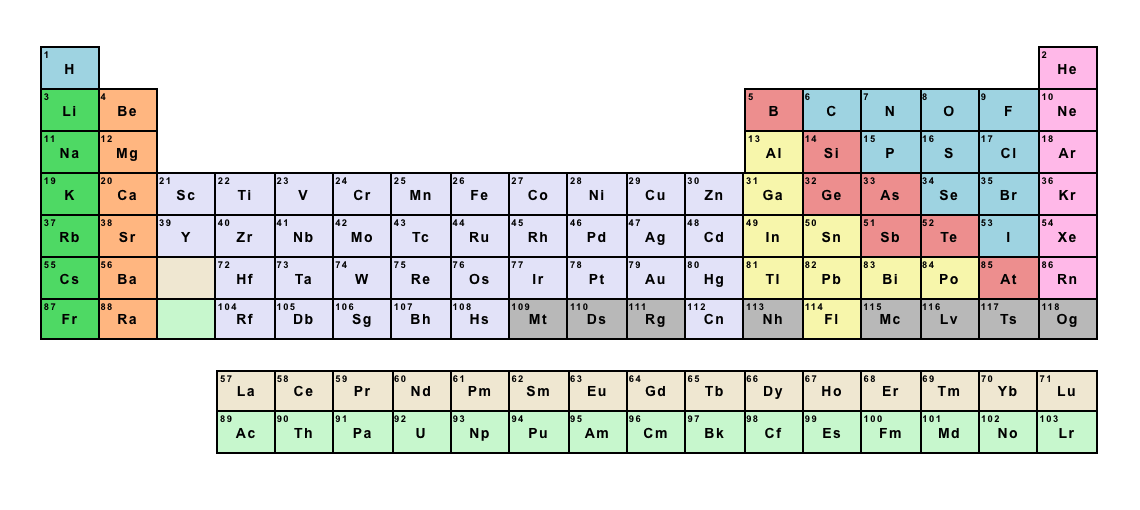 1 2
H He
3 4 5 6 7 8 9 10
Li Be B C N O F Ne
11 12 13 14 15 16 17 18
Na Mg Al Si P S Cl Ar
19 20 21 22 23 24 25 26 27 28 29 30 31 32 33 34 35 36
K Ca Sc Ti V Cr Mn Fe Co Ni Cu Zn Ga Ge As Se Br Kr
37 38 39 40 41 42 43 44 45 46 47 48 49 50 51 52 53 54
Rb Sr Y Zr Nb Mo Tc Ru Rh Pd Ag Cd In Sn Sb Te I Xe
55 56 72 73 74 75 76 77 78 79 80 81 82 83 84 85 86
Cs Ba Hf Ta W Re Os Ir Pt Au Hg Tl Pb Bi Po At Rn
87 88 104 105 106 107 108 109 110 111 112 113 114 115 116 117 118
Fr Ra Rf Db Sg Bh Hs Mt Ds Rg Cn Nh Fl Mc Lv Ts Og
57 58 59 60 61 62 63 64 65 66 67 68 69 70 71
La Ce Pr Nd Pm Sm Eu Gd Tb Dy Ho Er Tm Yb Lu
89 90 91 92 93 94 95 96 97 98 99 100 101 102 103
Ac Th Pa U Np Pu Am Cm Bk Cf Es Fm Md No Lr